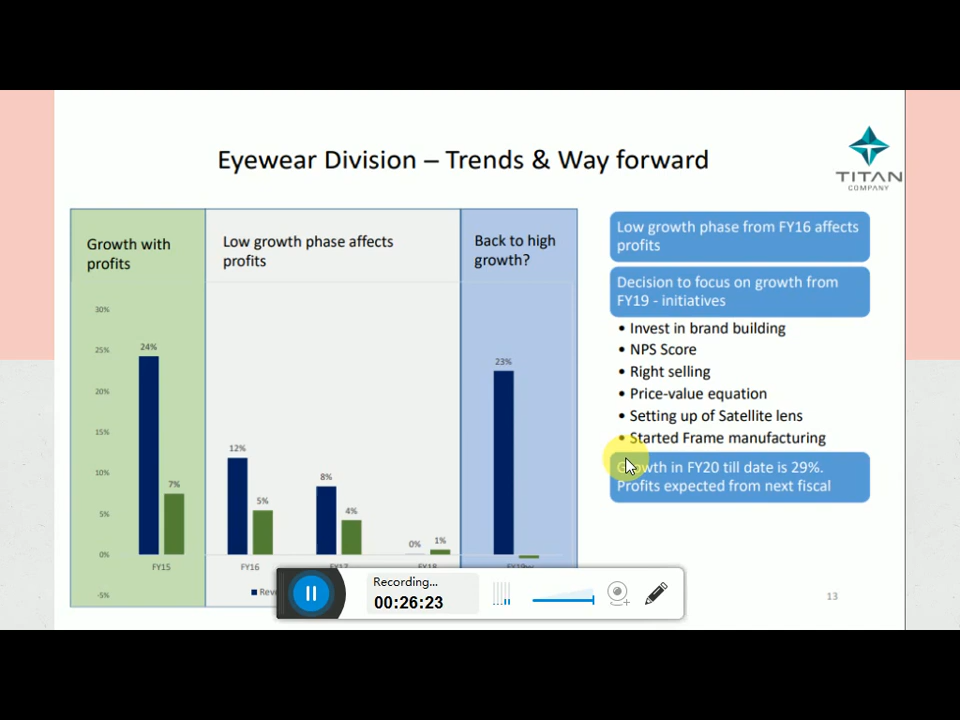 Eyewear Division – Trends & Way forward
TITAN
COMPANY
Growth with
profits
Low growth phase affects
profits
Back to high
growth?
30%
25%
20%
15%
10%
5%
0%
-5%
24%
7%
12%
5%
8%
4%
0%
1%
23%
FY15
FY16
FY17
FY18
Low growth phase from FY16 affects
profits
Decision to focus on growth from
FY19 - initiatives
• Invest in brand building
• NPS Score
• Right selling
• Price-value equation
• Setting up of Satellite lens
• Started Frame manufacturing
Growth in FY20 till date is 29%.
Profits expected from next fiscal
Recording...
00:26:23
13